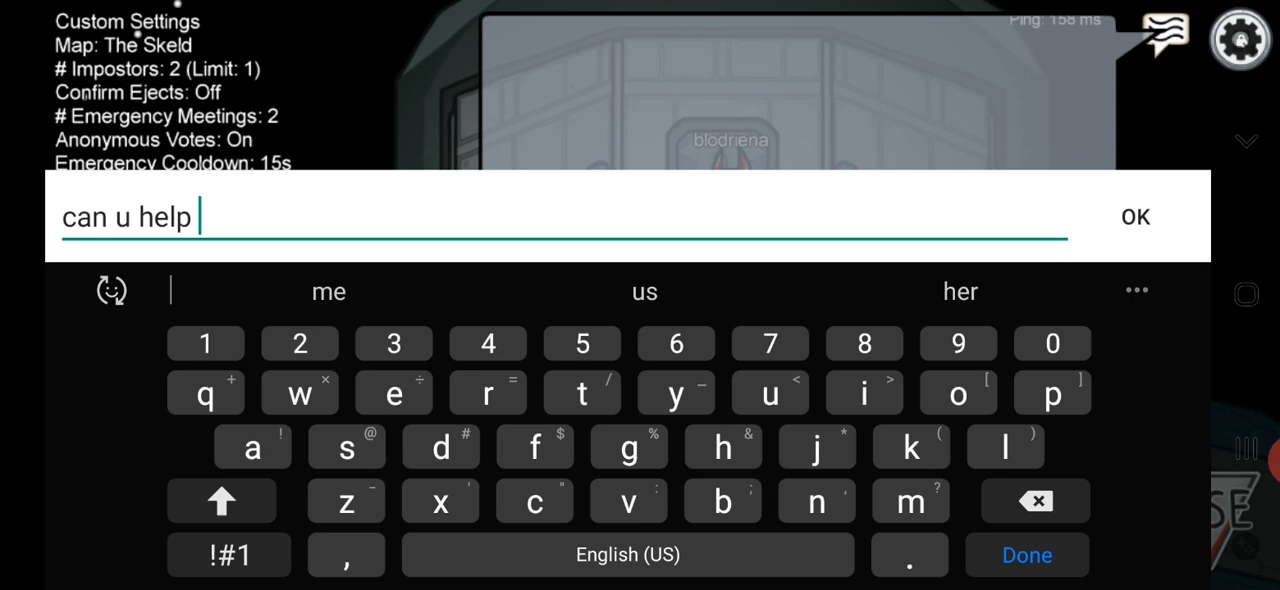 Custom Settings
Map: The Skeld
# Impostors: 2 (Limit: 1)
Confirm Ejects: Off
# Emergency Meetings: 2
Anonymous Votes: On
Emergency Cooldown: 15s
Ping: 158 ms
blodriena
can u help
OK
me us her
1 2 3 4 5 6 7 8 9 0
q + w × e ÷ r = t / y _ u < i > o [ p ]
a ! s @ d # f $ g % h & j * k ( l )
z - x ' c " v : b ; n , m ?
!#1 , English (US) . Done